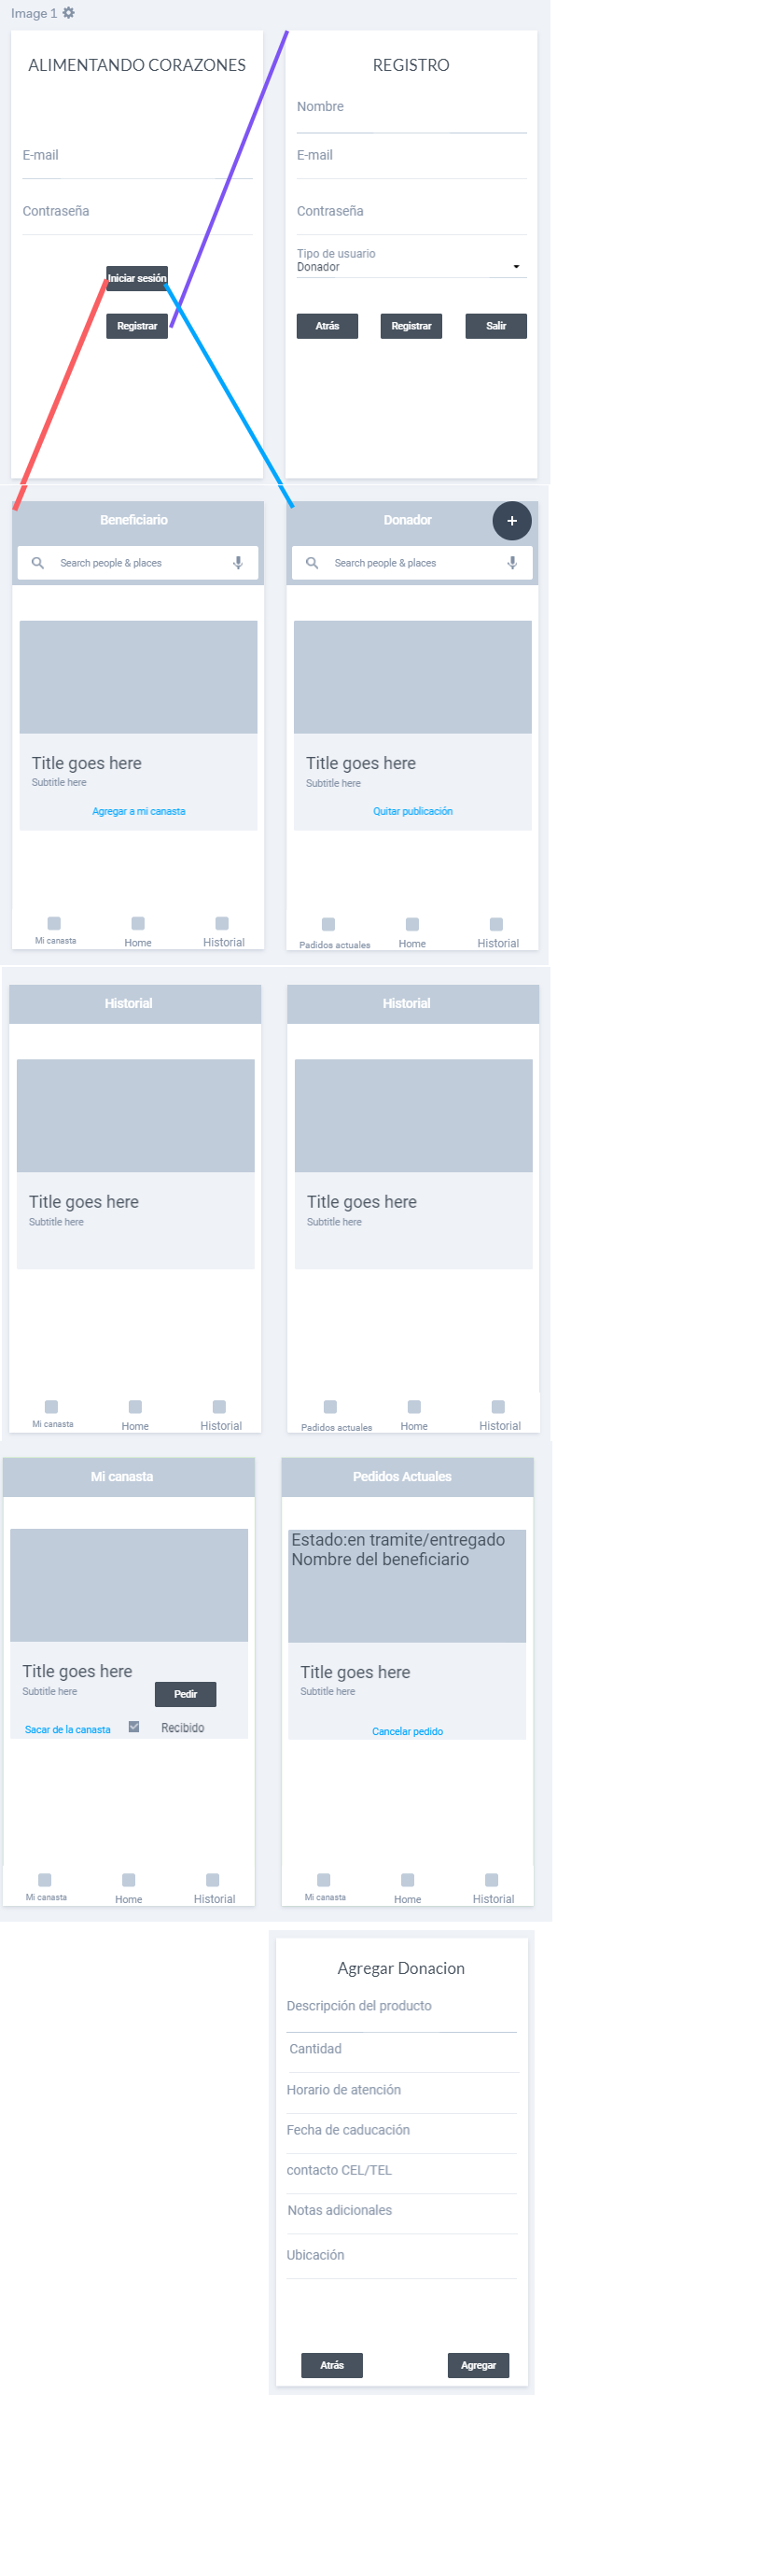 Image 1
ALIMENTANDO CORAZONES
E-mail
Contraseña
Iniciar sesión
Registrar
REGISTRO
Nombre
E-mail
Contraseña
Tipo de usuario
Donador
Atrás Registrar Salir
Beneficiario
Search people & places
Title goes here
Subtitle here
Agregar a mi canasta
Mi canasta Home Historial
Donador
+
Search people & places
Title goes here
Subtitle here
Quitar publicación
Padidos actuales Home Historial
Historial
Title goes here
Subtitle here
Mi canasta Home Historial
Historial
Title goes here
Subtitle here
Padidos actuales Home Historial
Mi canasta
Title goes here
Subtitle here
Pedir
Sacar de la canasta Recibido
Mi canasta Home Historial
Pedidos Actuales
Estado:en tramite/entregado
Nombre del beneficiario
Title goes here
Subtitle here
Cancelar pedido
Mi canasta Home Historial
Agregar Donacion
Descripción del producto
Cantidad
Horario de atención
Fecha de caducación
contacto CEL/TEL
Notas adicionales
Ubicación
Atrás Agregar